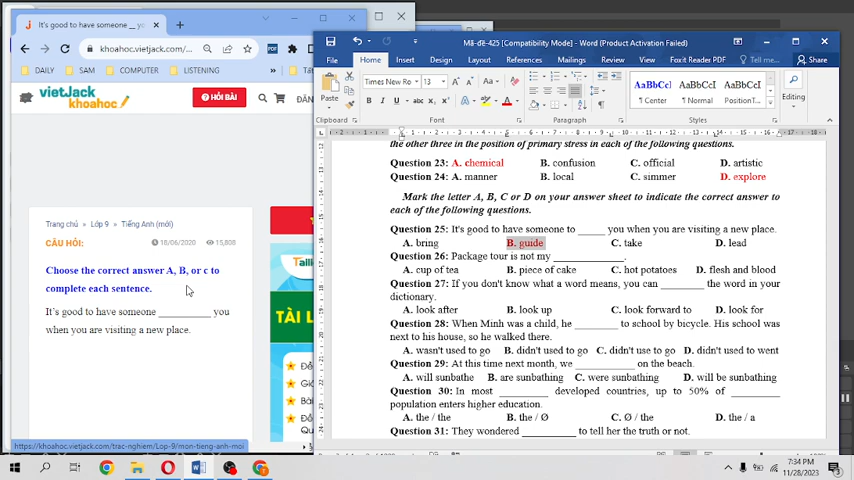 It's good to have someone __ yo
khoahoc.vietjack.com/...
DAILY SAM COMPUTER LISTENING
vietJack
khoahoc
HỎI BÀI
Trang chủ » Lớp 9 » Tiếng Anh (mới)
CÂU HỎI:
18/06/2020 15,808
Choose the correct answer A, B, or c to
complete each sentence.
It's good to have someone __________ you
when you are visiting a new place.
TÀI L
https://khoahoc.vietjack.com/trac-nghiem/Lop-9/mon-tieng-anh-moi
Mã-đề-425 [Compatibility Mode] - Word (Product Activation Failed)
File Home Insert Design Layout References Mailings Review View Foxit Reader PDF Share
Paste
Times New Ro 13
AaBbCc AaBbCcI AaBbCcI
¶ Center ¶ Normal PositionT...
Editing
Clipboard Font Paragraph Styles
the other three in the position of primary stress in each of the following questions.
Question 23: A. chemical B. confusion C. official D. artistic
Question 24: A. manner B. local C. simmer D. explore
Mark the letter A, B, C or D on your answer sheet to indicate the correct answer to
each of the following questions.
Question 25: It's good to have someone to _____ you when you are visiting a new place.
A. bring B. guide C. take D. lead
Question 26: Package tour is not my _____________.
A. cup of tea B. piece of cake C. hot potatoes D. flesh and blood
Question 27: If you don't know what a word means, you can ________ the word in your
dictionary.
A. look after B. look up C. look forward to D. look for
Question 28: When Minh was a child, he ________ to school by bicycle. His school was
next to his house, so he walked there.
A. wasn't used to go B. didn't used to go C. didn't use to go D. didn't used to went
Question 29: At this time next month, we ___________ on the beach.
A. will sunbathe B. are sunbathing C. were sunbathing D. will be sunbathing
Question 30: In most ________ developed countries, up to 50% of ________
population enters higher education.
A. the / the B. the / Ø C. Ø / the D. the / a
Question 31: They wondered __________ to tell her the truth or not.
7:34 PM
11/28/2023